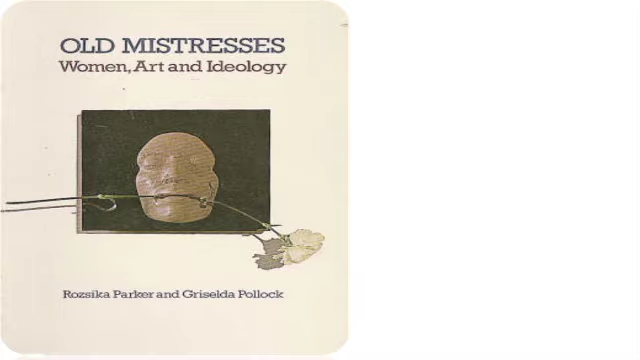 OLD MISTRESSES
Women, Art and Ideology
Rozsika Parker and Griselda Pollock